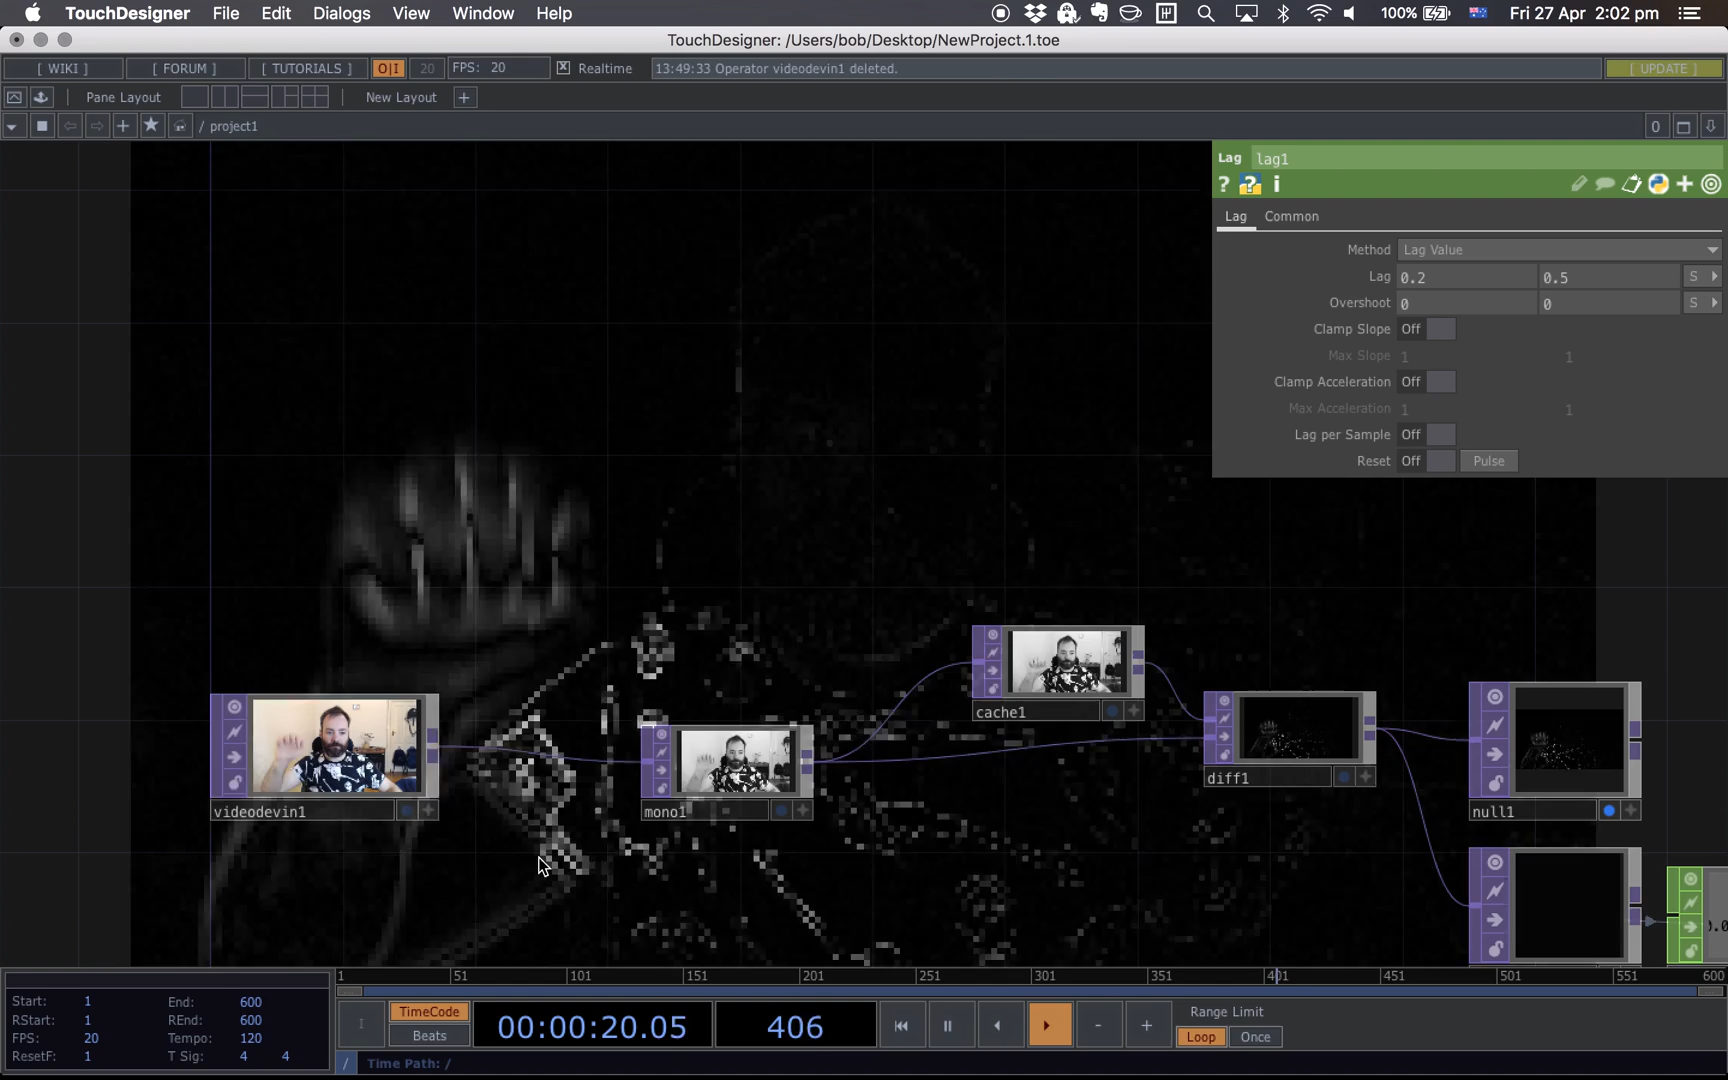 TouchDesigner File Edit Dialogs View Window Help 100% Fri 27 Apr 2:02 pm
TouchDesigner: /Users/bob/Desktop/NewProject.1.toe
[ WIKI ] [ FORUM ] [ TUTORIALS ] O|I 20 FPS: 20 Realtime 13:49:33 Operator videodevin1 deleted. [ UPDATE ]
Pane Layout New Layout +
/ project1 0
Lag lag1
? ? i
Lag Common
Method Lag Value
Lag 0.2 0.5 S
Overshoot 0 0 S
Clamp Slope Off
Max Slope 1 1
Clamp Acceleration Off
Max Acceleration 1 1
Lag per Sample Off
Reset Off Pulse
cache1
diff1
videodevin1
mono1
null1
1 51 101 151 201 251 301 351 401 451 501 551 600
Start: 1 End: 600
RStart: 1 REnd: 600
FPS: 20 Tempo: 120
ResetF: 1 T Sig: 4 4
TimeCode
Beats
00:00:20.05
406
Range Limit
Loop Once
/ Time Path: /